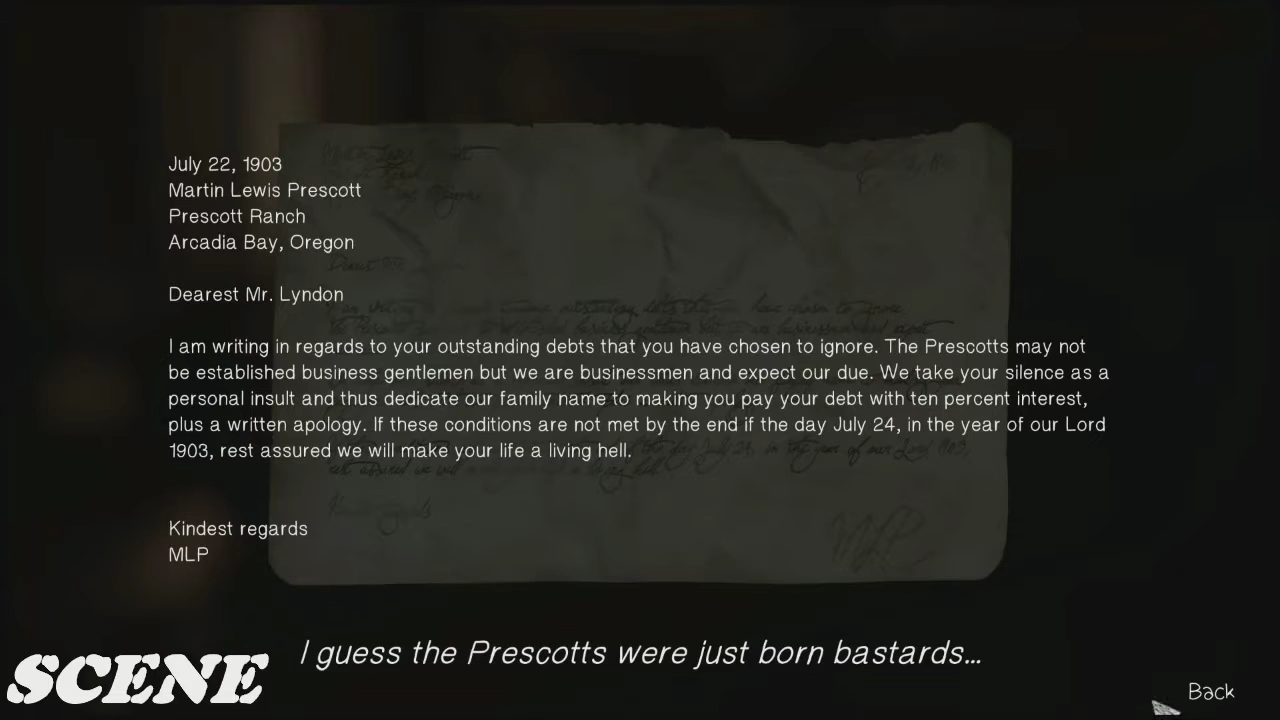 July 22, 1903
Martin Lewis Prescott
Prescott Ranch
Arcadia Bay, Oregon
Dearest Mr. Lyndon
I am writing in regards to your outstanding debts that you have chosen to ignore. The Prescotts may not
be established business gentlemen but we are businessmen and expect our due. We take your silence as a
personal insult and thus dedicate our family name to making you pay your debt with ten percent interest,
plus a written apology. If these conditions are not met by the end if the day July 24, in the year of our Lord
1903, rest assured we will make your life a living hell.
Kindest regards
MLP
I guess the Prescotts were just born bastards...
SCENE
Back